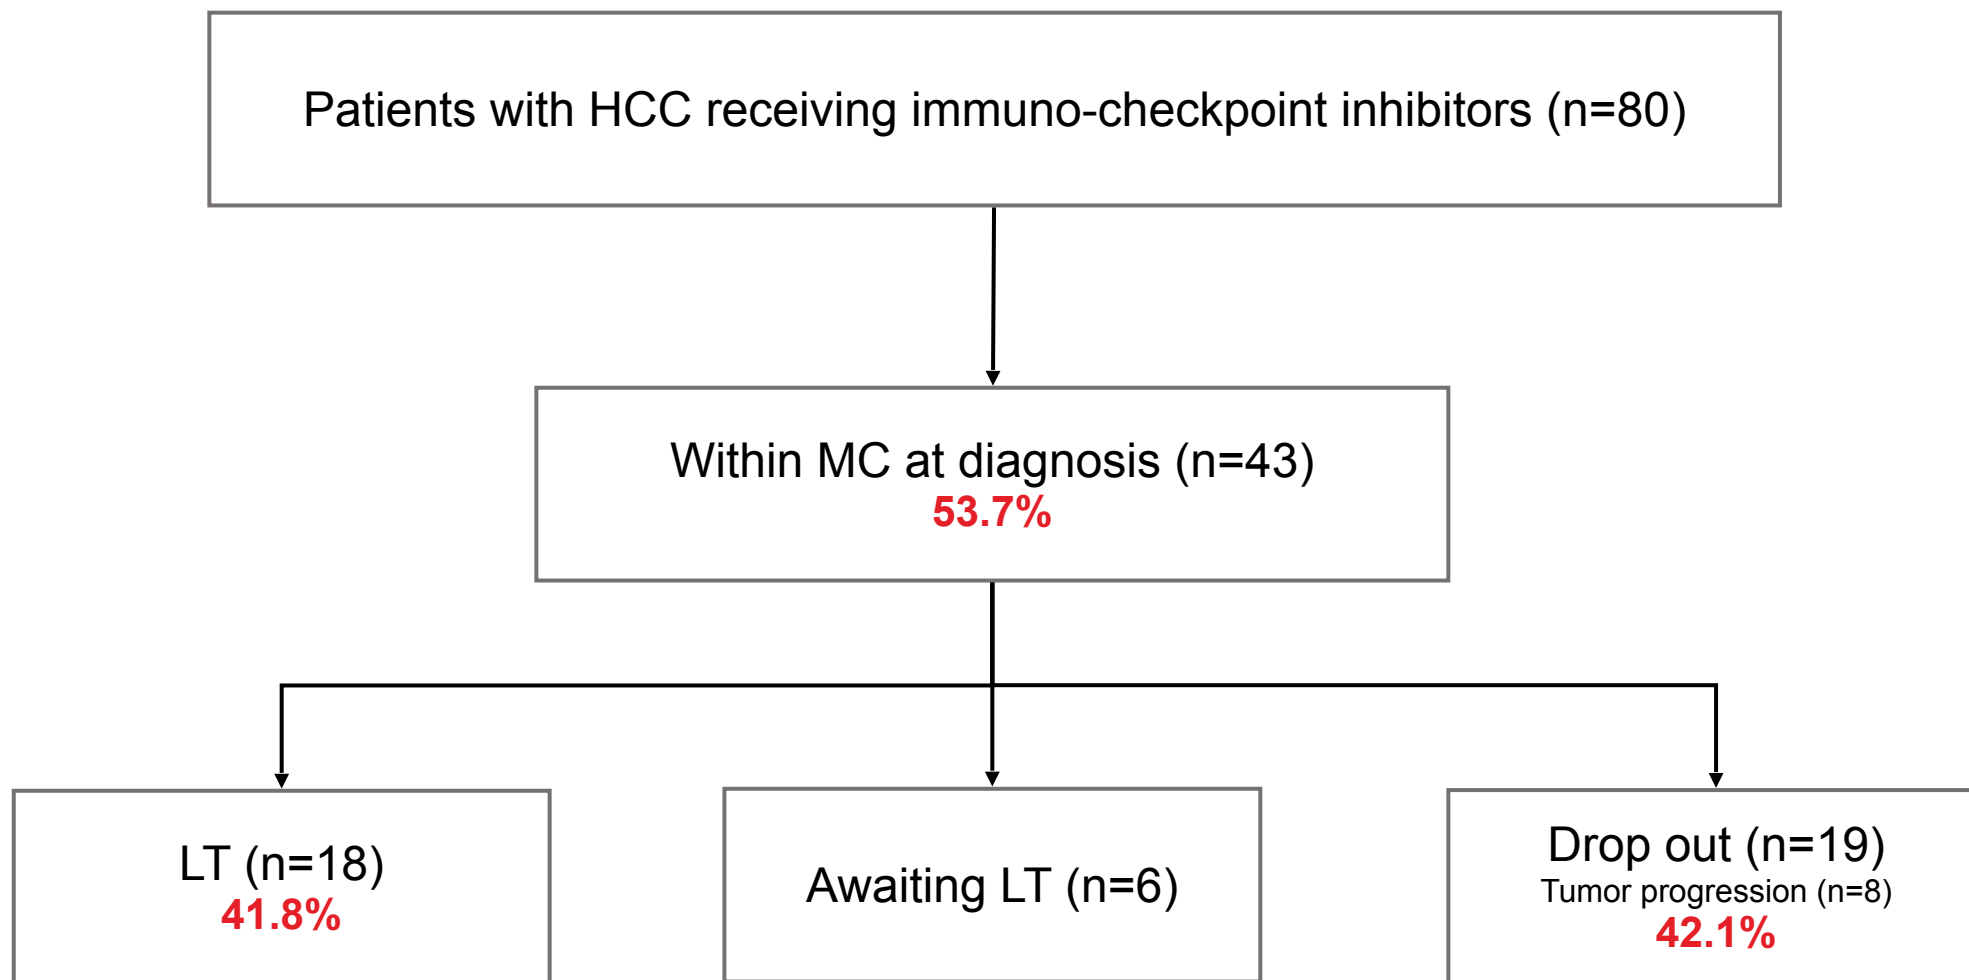 Patients with HCC receiving immuno-checkpoint inhibitors (n=80)
Within MC at diagnosis (n=43)
53.7%
LT (n=18)
41.8%
Awaiting LT (n=6)
Drop out (n=19)
Tumor progression (n=8)
42.1%